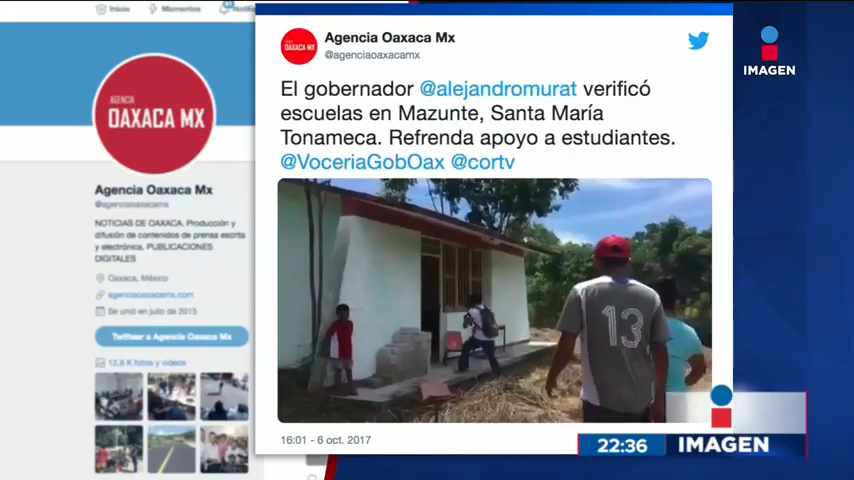 Inicio
Momentos
OAXACA MX
Agencia Oaxaca Mx
@agenciaoaxacamx
IMAGEN
El gobernador @alejandromurat verificó
escuelas en Mazunte, Santa María
Tonameca. Refrenda apoyo a estudiantes.
@VoceriaGobOax @cortv
13
16:01 - 6 oct. 2017
AGENCIA
OAXACA MX
Agencia Oaxaca Mx
@agenciaoaxacamx
NOTICIAS DE OAXACA. Producción y
difusión de contenidos de prensa escrita
y electrónica. PUBLICACIONES
DIGITALES
Oaxaca, México
agenciaoaxacamx.com
Se unió en julio de 2015
Twittear a Agencia Oaxaca Mx
12,8 K fotos y videos
22:36
IMAGEN